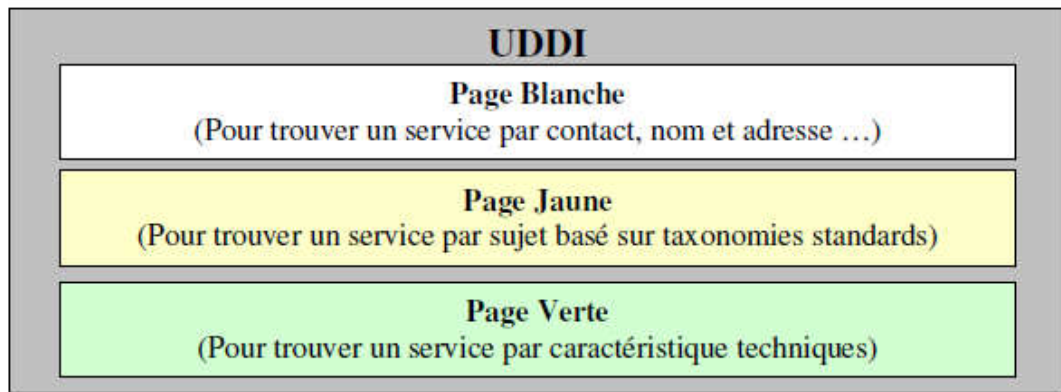 UDDI
Page Blanche
(Pour trouver un service par contact, nom et adresse …)
Page Jaune
(Pour trouver un service par sujet basé sur taxonomies standards)
Page Verte
(Pour trouver un service par caractéristique techniques)